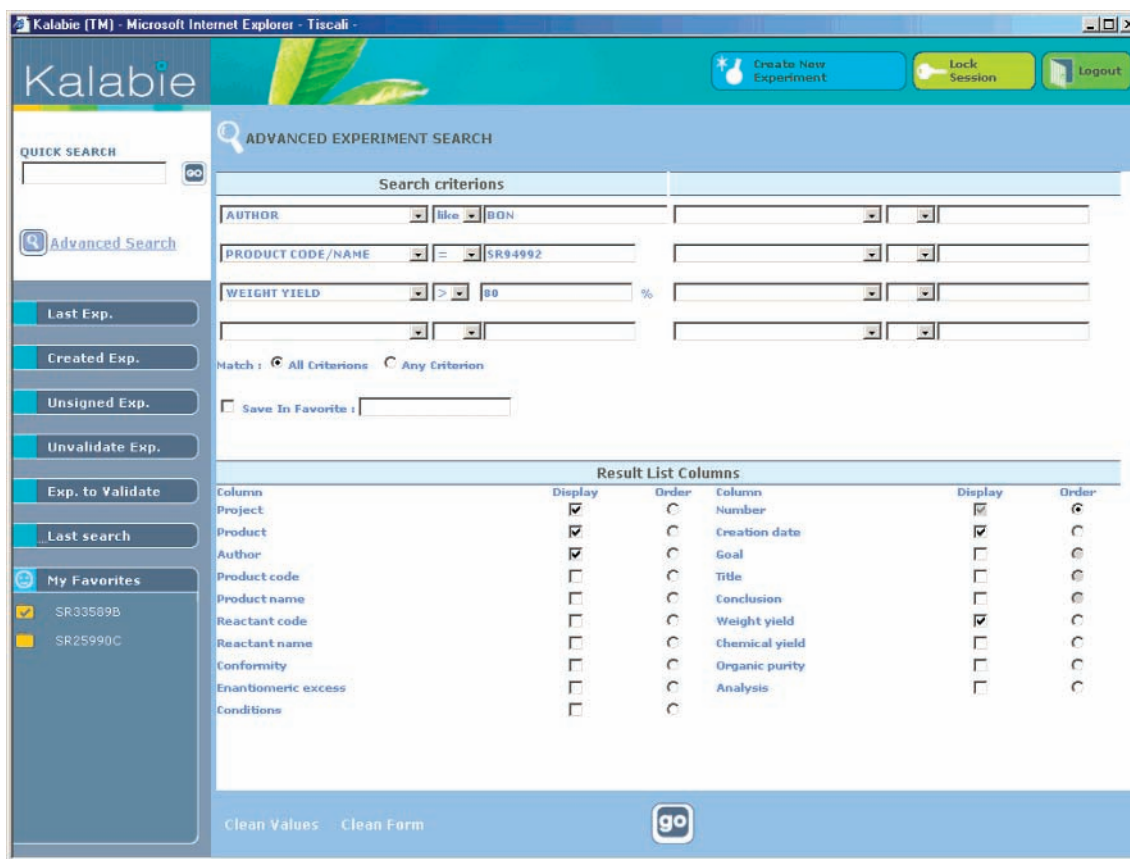 Kalabie (TM) - Microsoft Internet Explorer - Tiscali -
Kalabie
Create New
Experiment
Lock
Session
Logout
QUICK SEARCH
GO
Advanced Search
Last Exp.
Created Exp.
Unsigned Exp.
Unvalidate Exp.
Exp. to Validate
...Last search
My Favorites
SR33589B
SR25990C
ADVANCED EXPERIMENT SEARCH
Search criterions
AUTHOR like BON
PRODUCT CODE/NAME = SR94992
WEIGHT YIELD > 80 %
Match : All Criterions Any Criterion
Save In Favorite :
Result List Columns
Column Display Order Column Display Order
Project Number
Product Creation date
Author Goal
Product code Title
Product name Conclusion
Reactant code Weight yield
Reactant name Chemical yield
Conformity Organic purity
Enantiomeric excess Analysis
Conditions
Clean Values Clean Form
go